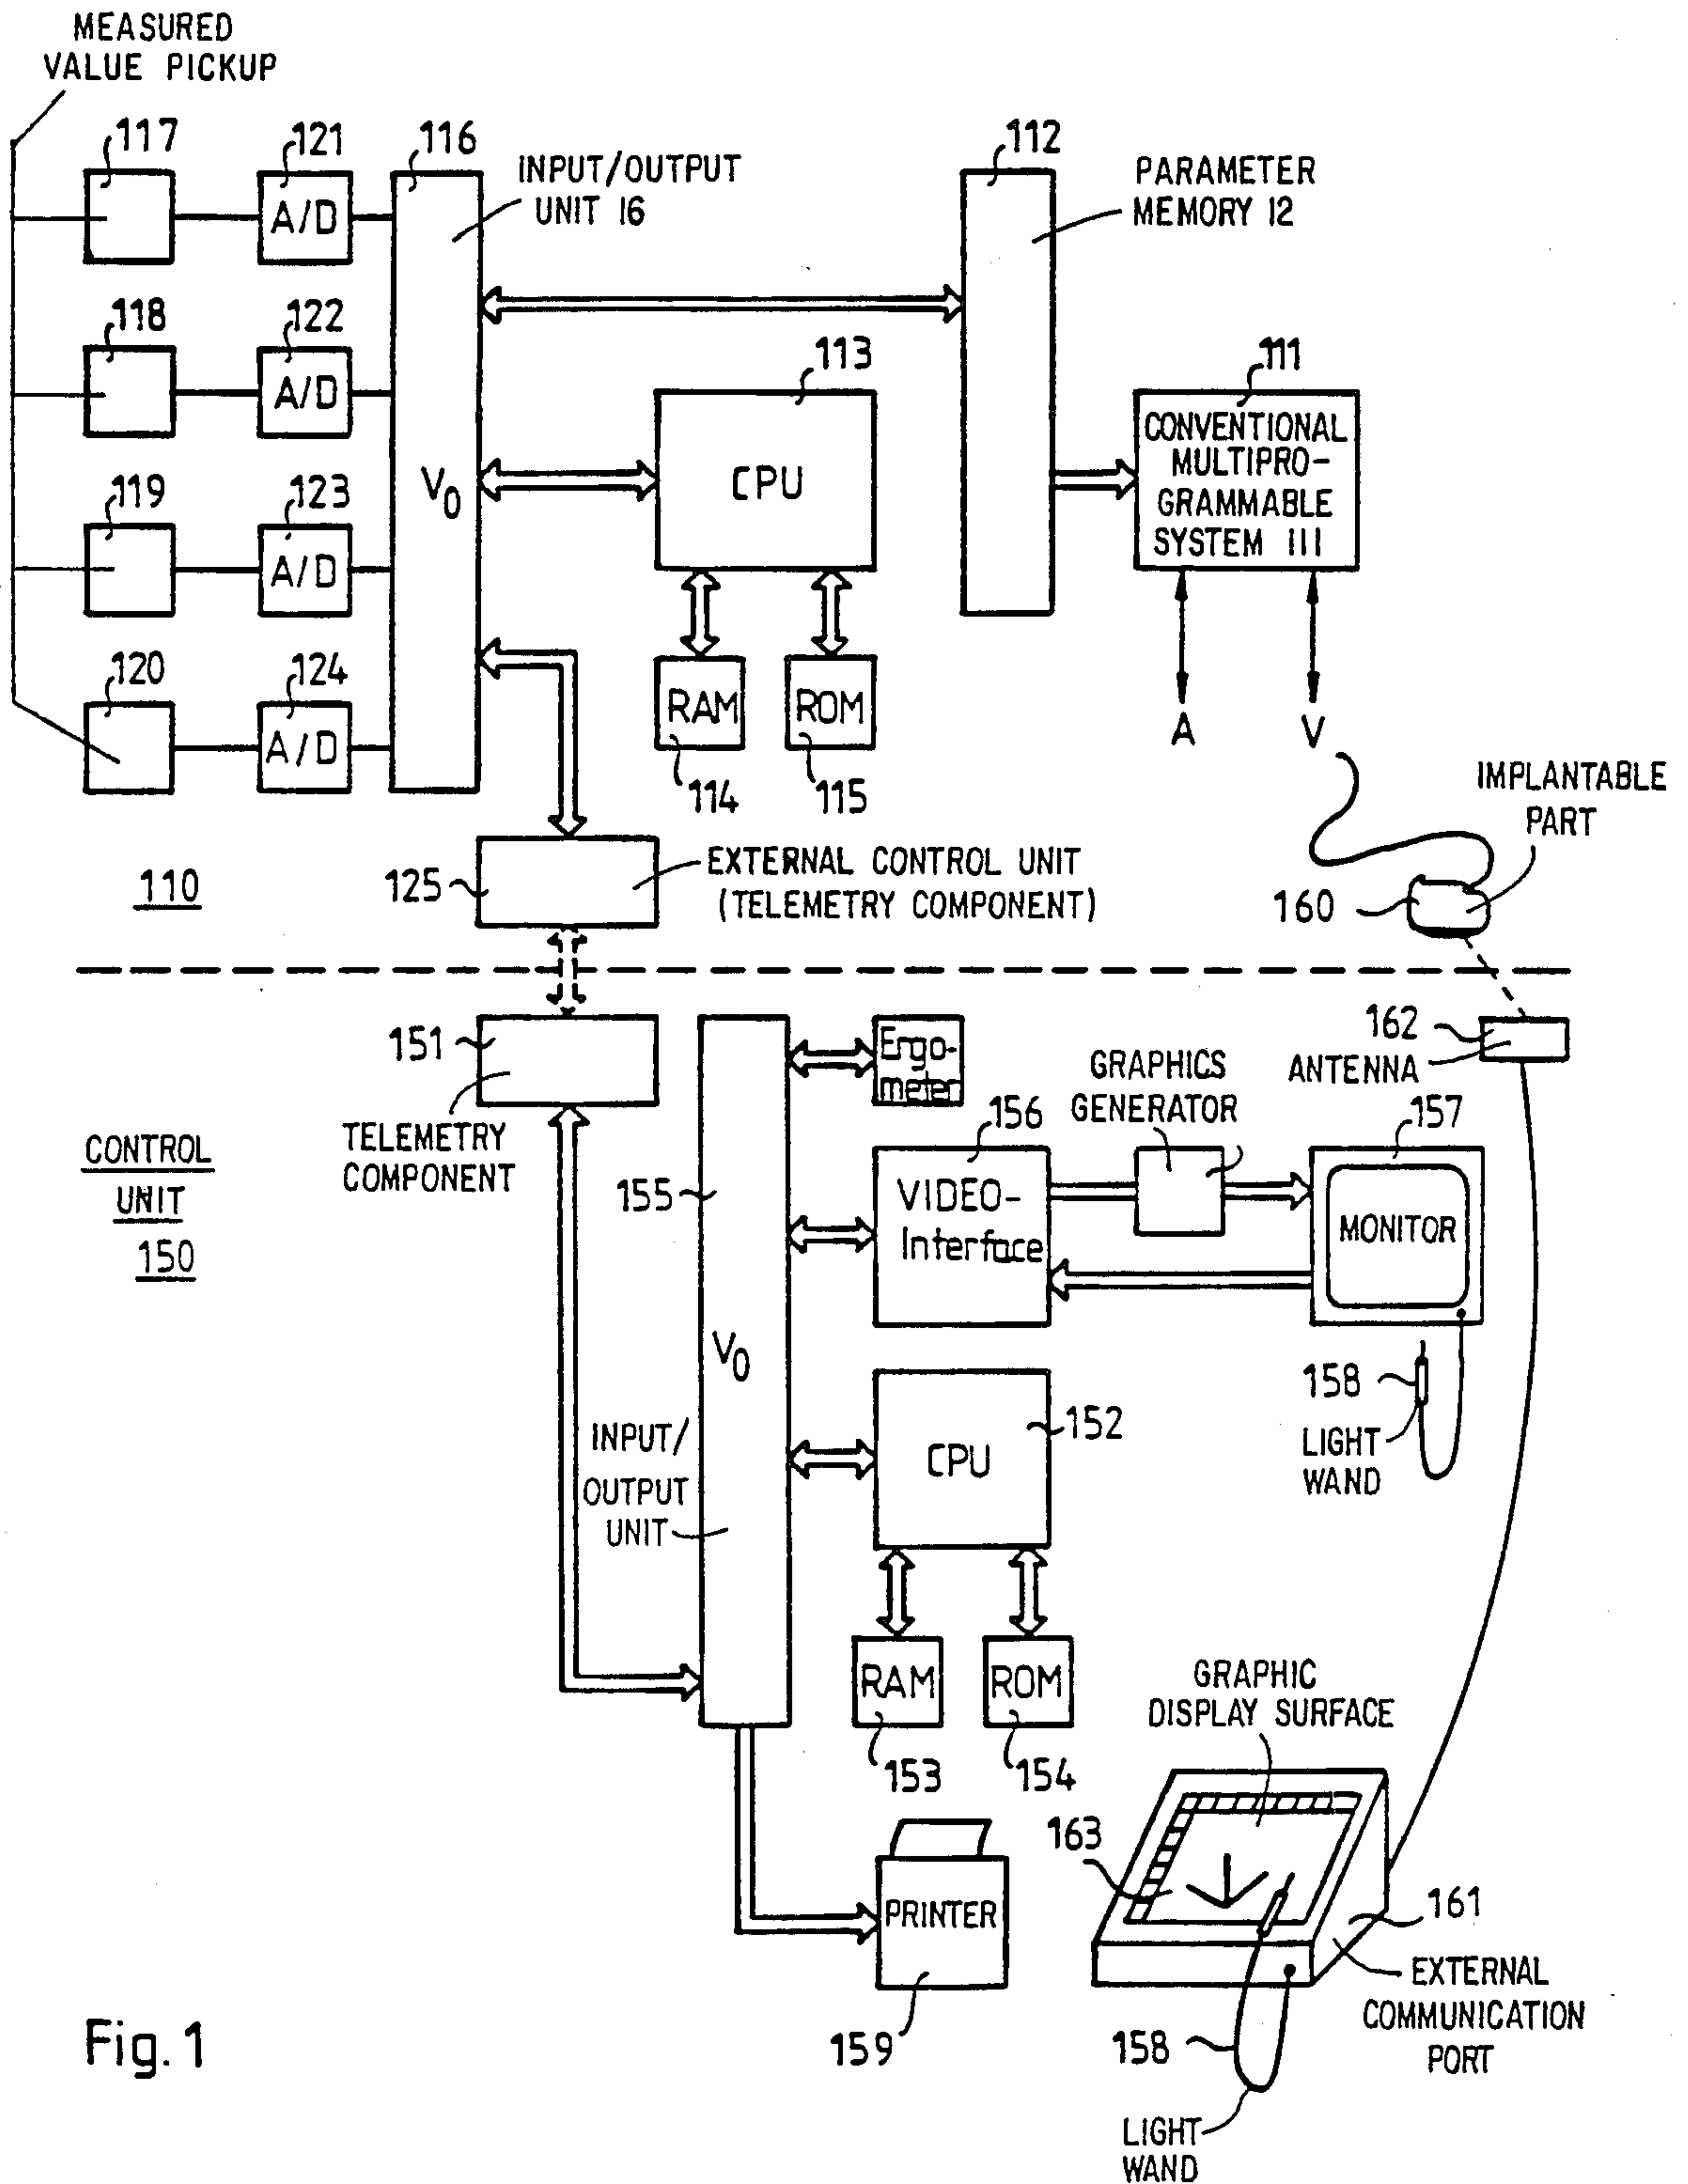 MEASURED
VALUE PICKUP
117
121
116
INPUT/OUTPUT
UNIT 16
112
PARAMETER
MEMORY 12
A/D
118
122
A/D
113
111
CONVENTIONAL
MULTIPRO-
GRAMMABLE
SYSTEM 111
CPU
V0
119
123
A/D
120
124
A/D
RAM
ROM
114
115
A
V
IMPLANTABLE
PART
160
110
125
EXTERNAL CONTROL UNIT
(TELEMETRY COMPONENT)
151
TELEMETRY
COMPONENT
CONTROL
UNIT
150
155
Ergo-
meter
162
ANTENNA
GRAPHICS
GENERATOR
156
VIDEO-
Interface
157
MONITOR
V0
INPUT/
OUTPUT
UNIT
152
CPU
158
LIGHT
WAND
RAM
ROM
153
154
GRAPHIC
DISPLAY SURFACE
163
161
EXTERNAL
COMMUNICATION
PORT
PRINTER
159
158
LIGHT
WAND
Fig. 1